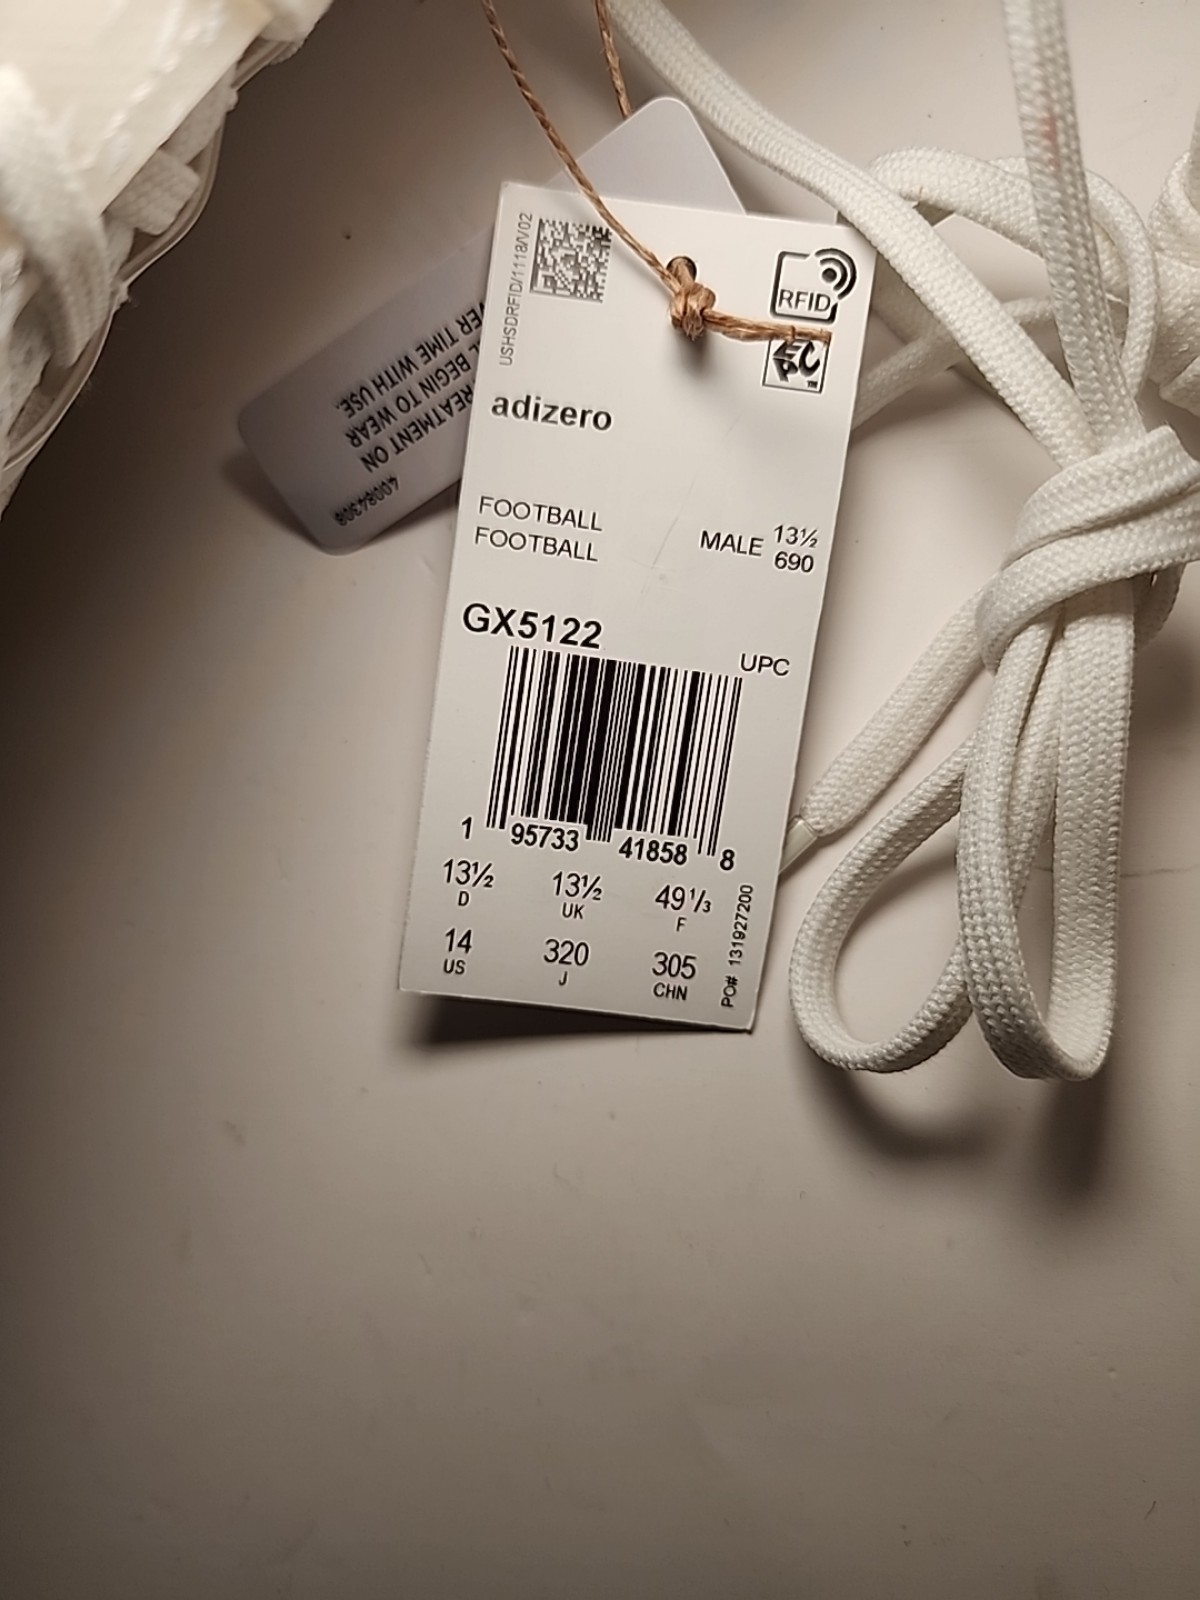 USHSDRFID/1118/V02
RFID
EPC
TM
adizero
FOOTBALL
FOOTBALL
MALE 13½
690
GX5122
UPC
1 95733 41858 8
13½ 13½ 49⅓
D UK F
14 320 305
US J CHN
PO# 131927200
40084308
ON
BEGIN TO WEAR
TIME WITH USE.